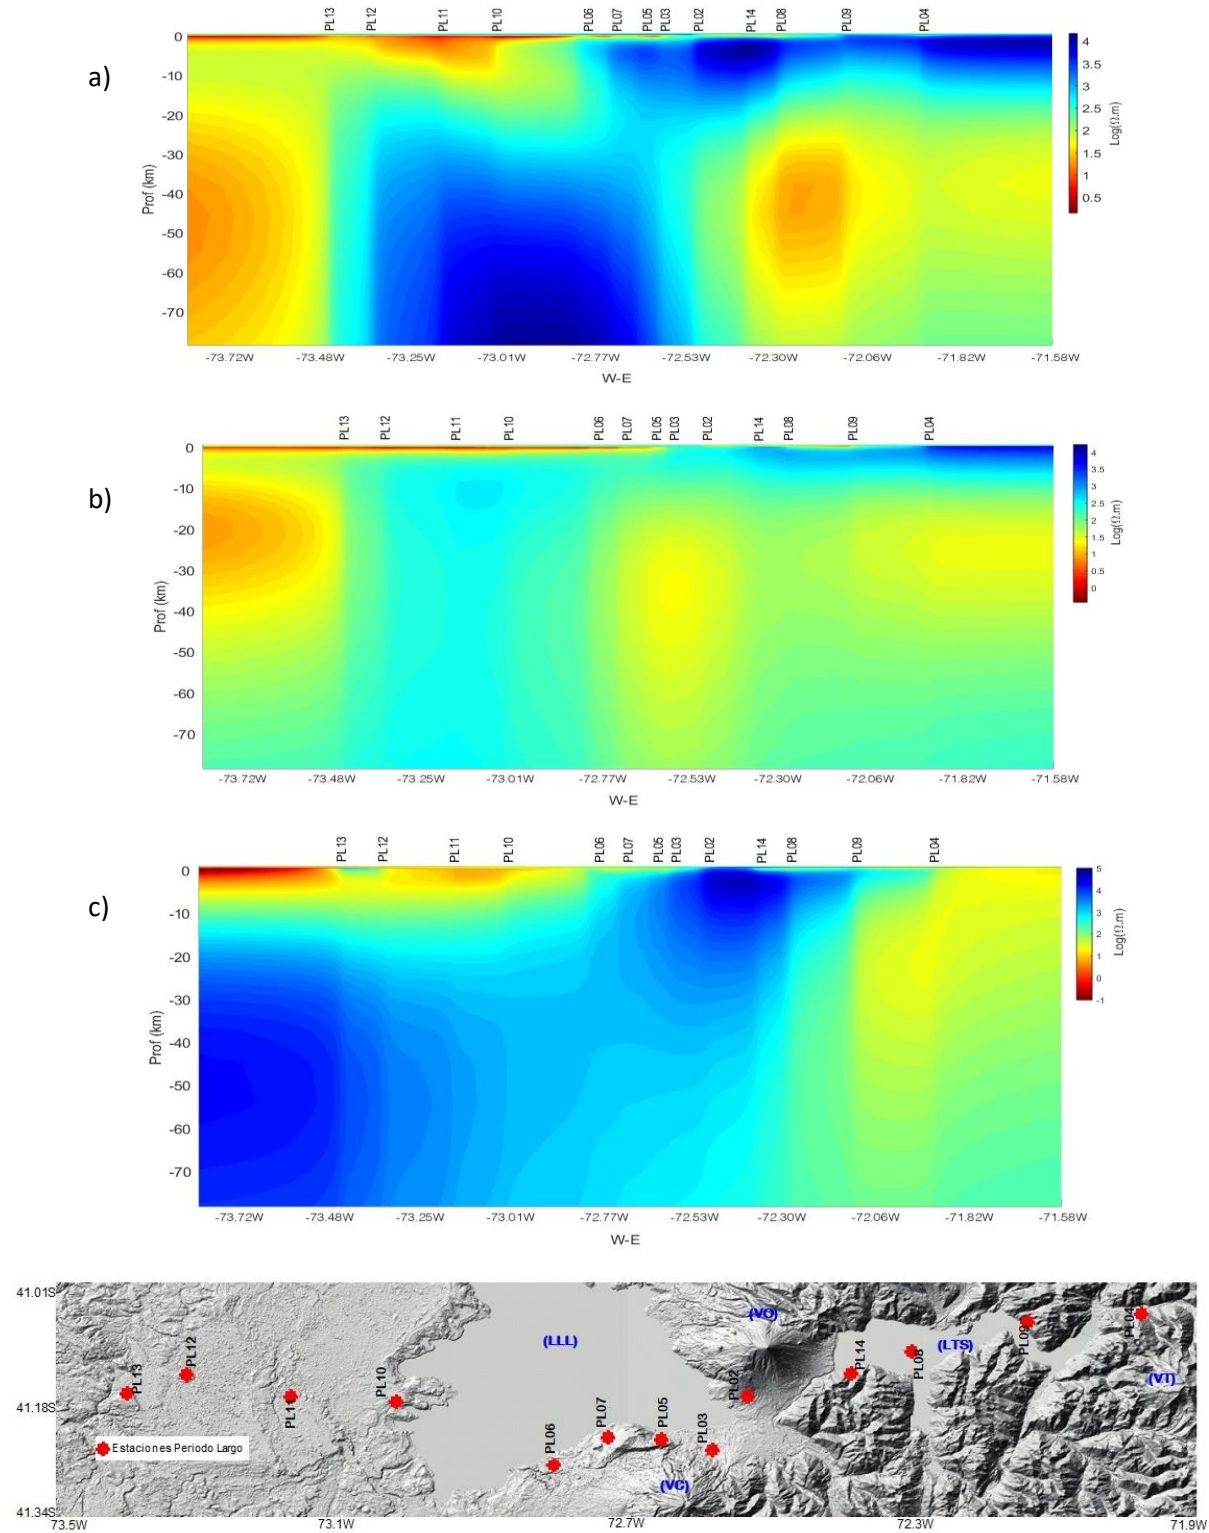 PL13 PL12 PL11 PL10 PL06 PL07 PL05 PL03 PL02 PL14 PL08 PL09 PL04
a)
0
-10
-20
-30
-40
-50
-60
-70
Prof (km)
-73.72W -73.48W -73.25W -73.01W -72.77W -72.53W -72.30W -72.06W -71.82W -71.58W
W-E
4
3.5
3
2.5
2
1.5
1
0.5
Log(Ω.m)
PL13 PL12 PL11 PL10 PL06 PL07 PL05 PL03 PL02 PL14 PL08 PL09 PL04
b)
0
-10
-20
-30
-40
-50
-60
-70
Prof (km)
-73.72W -73.48W -73.25W -73.01W -72.77W -72.53W -72.30W -72.06W -71.82W -71.58W
W-E
4
3.5
3
2.5
2
1.5
1
0.5
0
Log(Ω.m)
PL13 PL12 PL11 PL10 PL06 PL07 PL05 PL03 PL02 PL14 PL08 PL09 PL04
c)
0
-10
-20
-30
-40
-50
-60
-70
Prof (km)
-73.72W -73.48W -73.25W -73.01W -72.77W -72.53W -72.30W -72.06W -71.82W -71.58W
W-E
5
4
3
2
1
0
-1
Log(Ω.m)
41.01S
41.18S
41.34S
PL13
PL12
PL11
PL10
(LLL)
PL06
PL07
PL05
PL03
(VC)
PL02
(VO)
PL14
PL08
(LTS)
PL09
PL04
(VT)
Estaciones Periodo Largo
73.5W 73.1W 72.7W 72.3W 71.9W